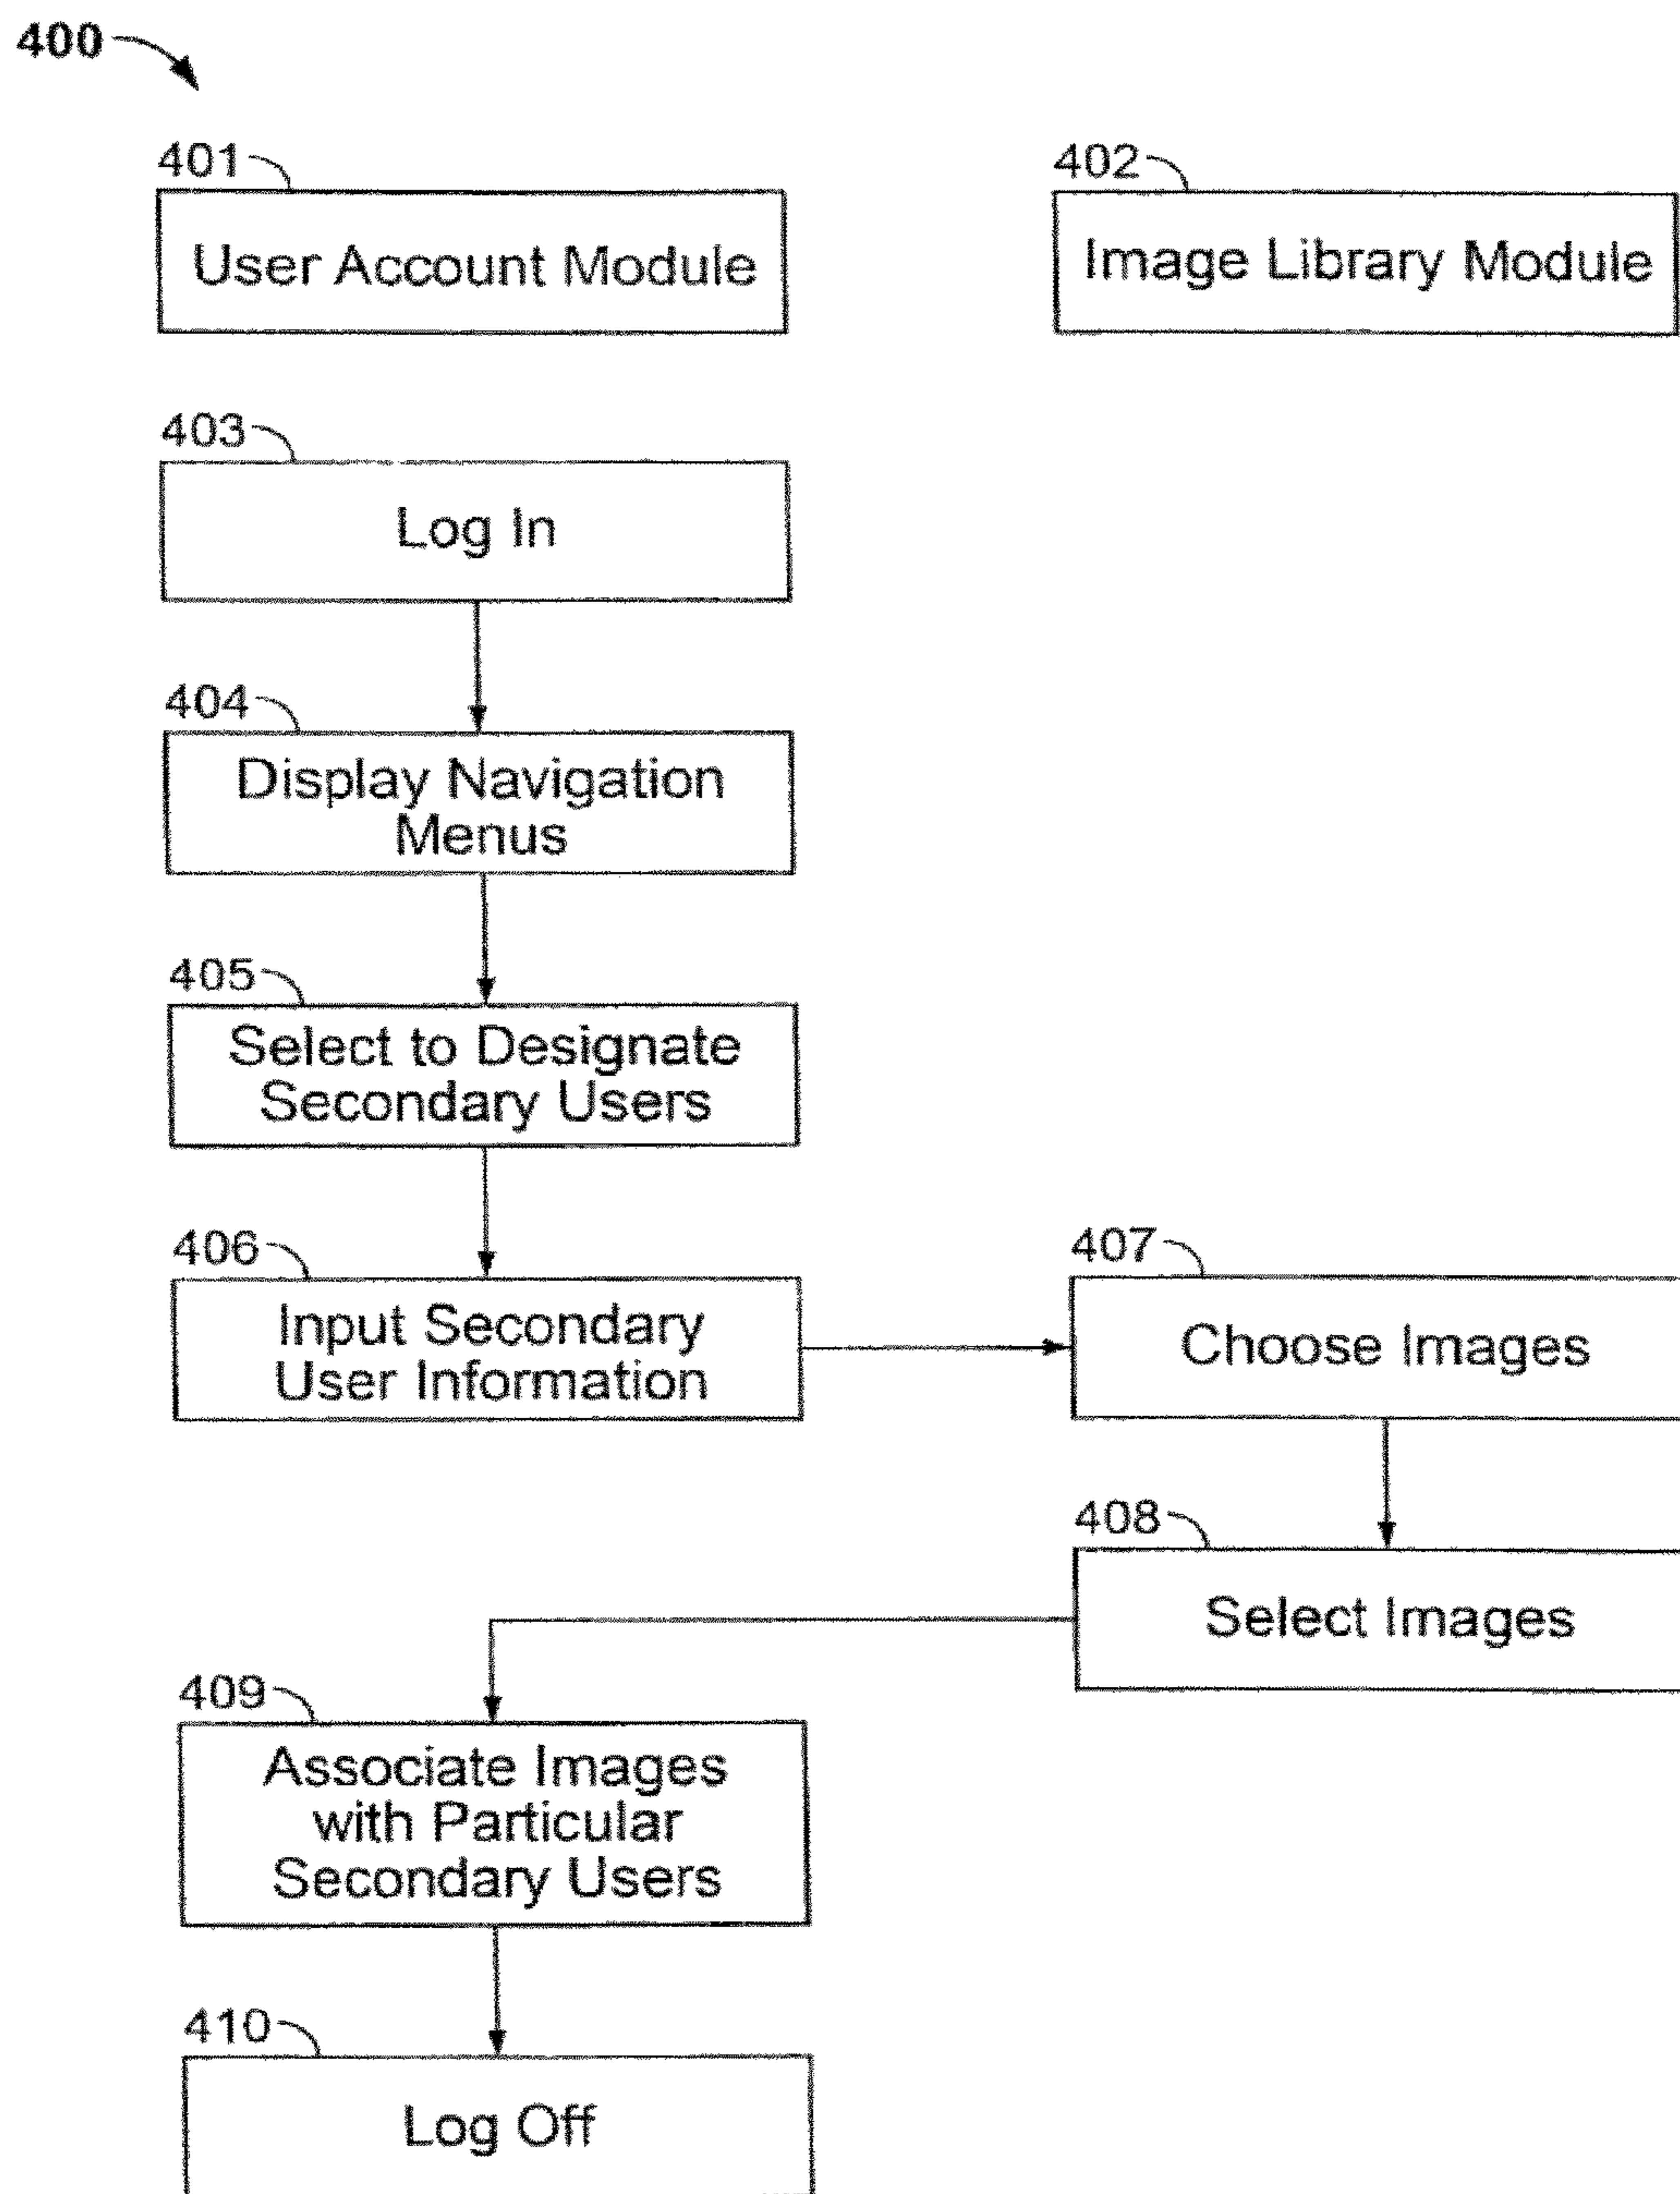 400
401
User Account Module
402
Image Library Module
403
Log In
404
Display Navigation
Menus
405
Select to Designate
Secondary Users
406
Input Secondary
User Information
407
Choose Images
408
Select Images
409
Associate Images
with Particular
Secondary Users
410
Log Off